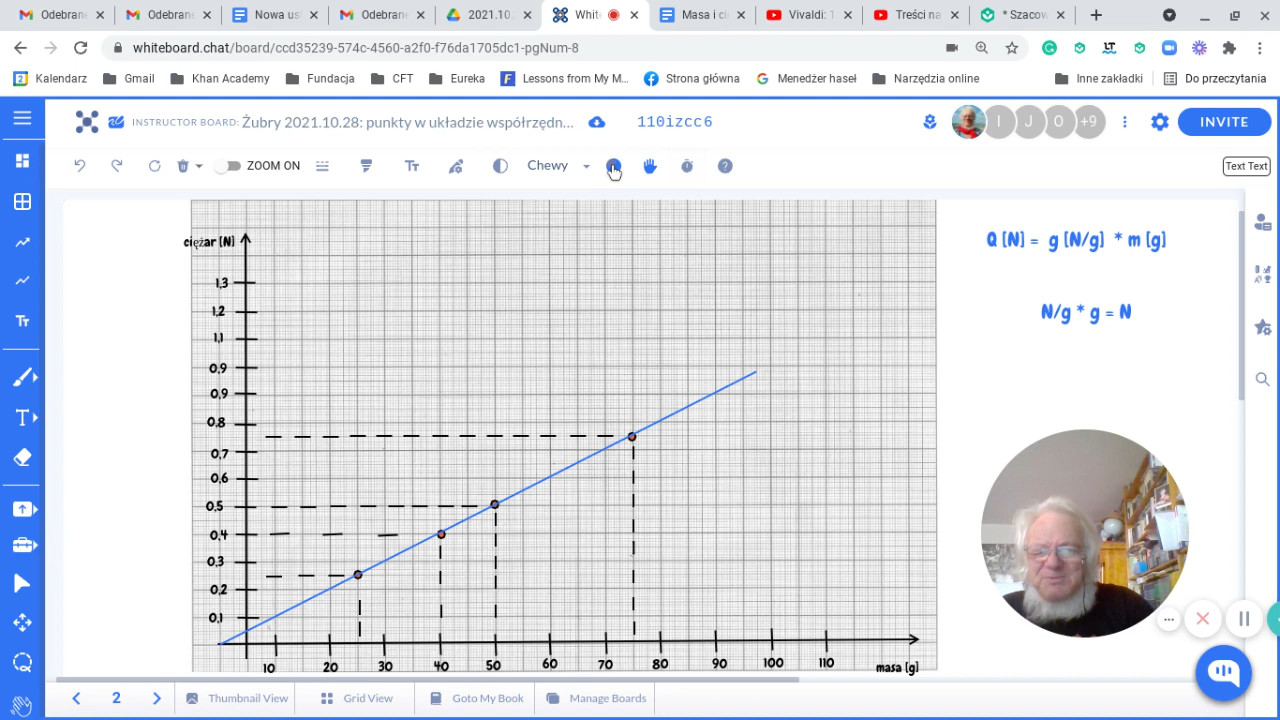 Odebrane
Odebrane
Nowa us
Odebrane
2021.10
White
Masa i ci
Vivaldi: T
Treści na
* Szacow
whiteboard.chat/board/ccd35239-574c-4560-a2f0-f76da1705dc1-pgNum-8
Kalendarz
Gmail
Khan Academy
Fundacja
CFT
Eureka
Lessons from My M...
Strona główna
Menedżer haseł
Narzędzia online
Inne zakładki
Do przeczytania
INSTRUCTOR BOARD: Żubry 2021.10.28: punkty w układzie współrzędn...
110izcc6
I
J
O
+9
INVITE
ZOOM ON
Chewy
Text Text
ciężar [N]
1,3
1,2
1,1
0,9
0,9
0,8
0,7
0,6
0,5
0,4
0,3
0,2
0,1
10 20 30 40 50 60 70 80 90 100 110
masa [g]
Q [N] = g [N/g] * m [g]
N/g * g = N
2
Thumbnail View
Grid View
Goto My Book
Manage Boards